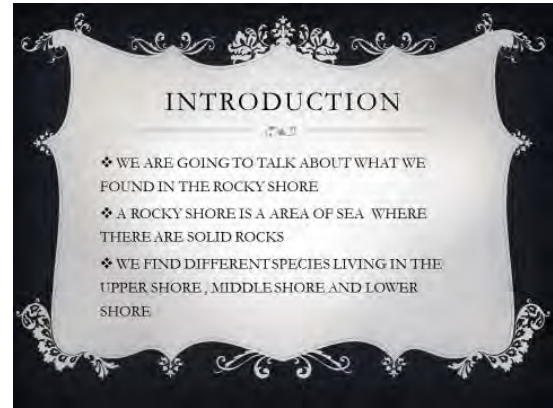 INTRODUCTION
❖ WE ARE GOING TO TALK ABOUT WHAT WE
FOUND IN THE ROCKY SHORE
❖ A ROCKY SHORE IS A AREA OF SEA WHERE
THERE ARE SOLID ROCKS
❖ WE FIND DIFFERENT SPECIES LIVING IN THE
UPPER SHORE , MIDDLE SHORE AND LOWER
SHORE